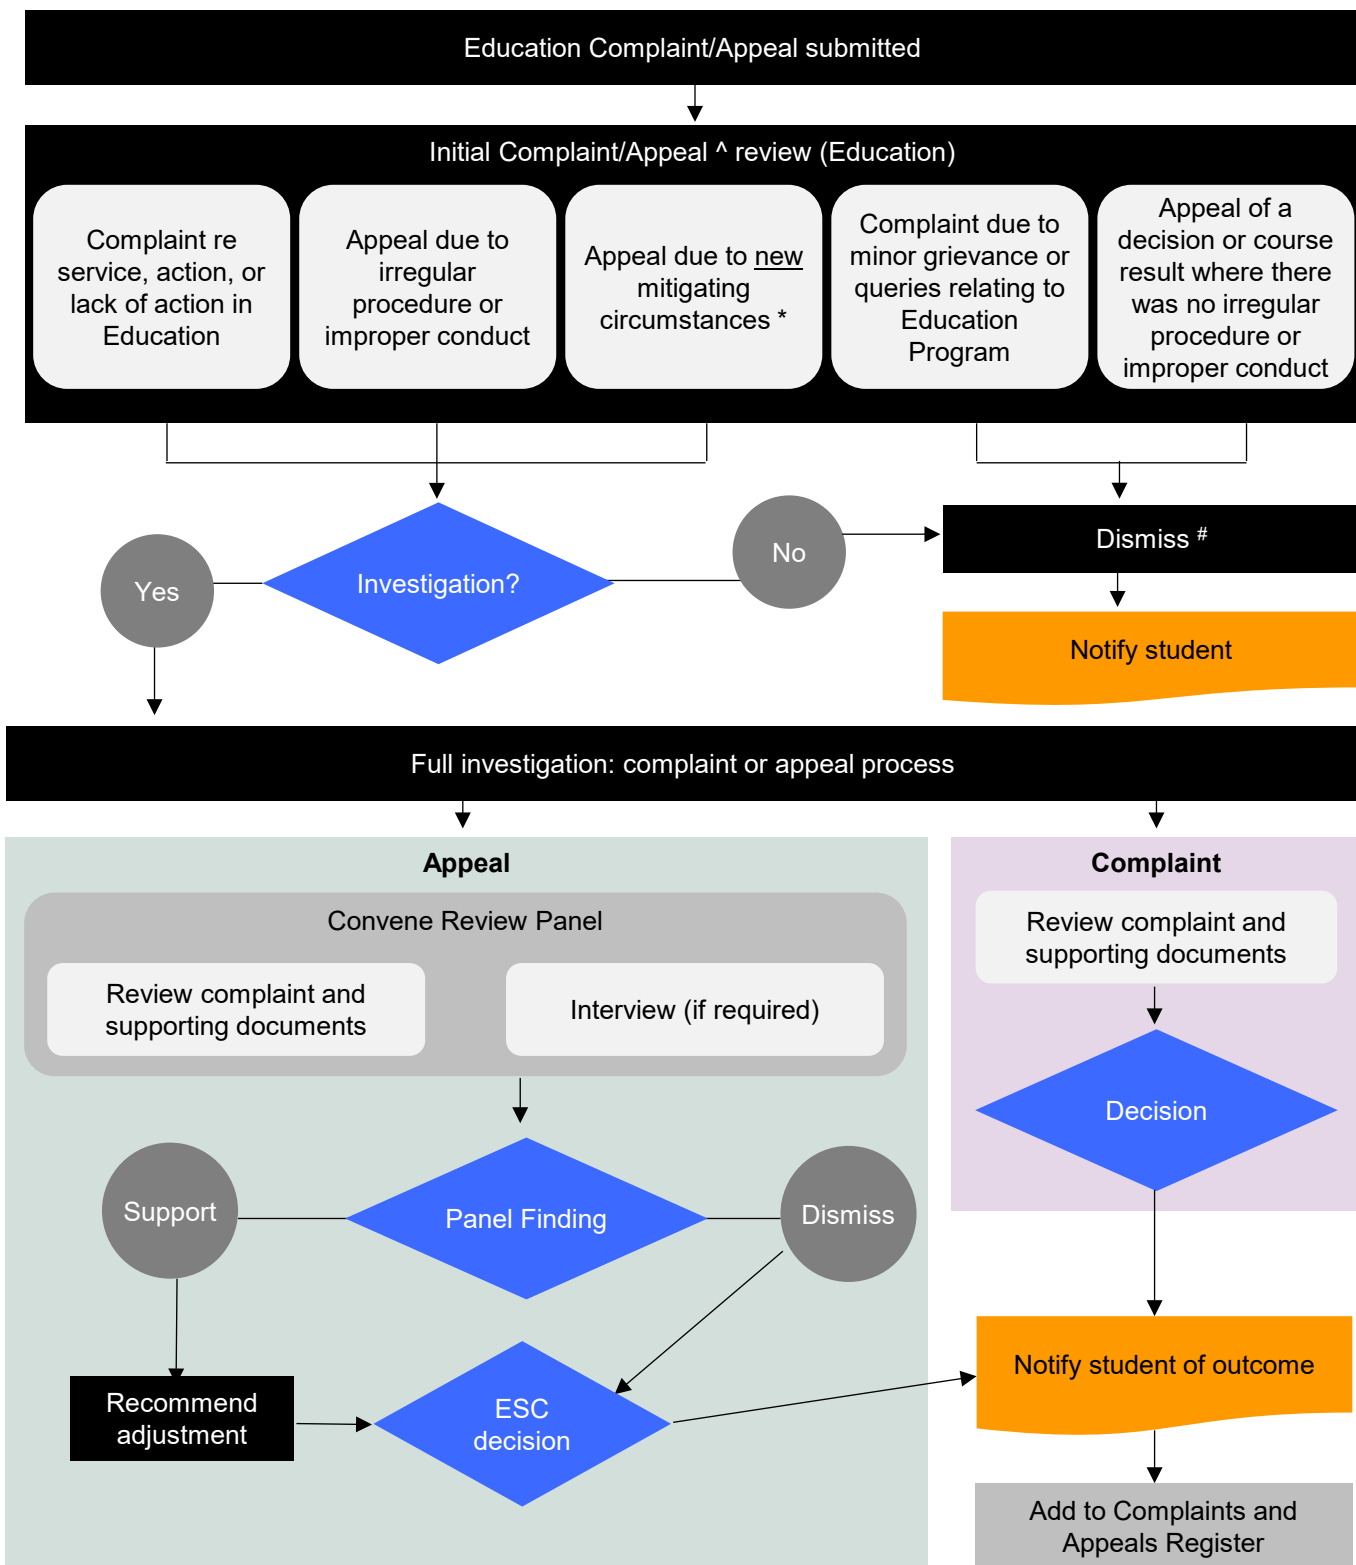 Education Complaint/Appeal submitted
Initial Complaint/Appeal ^ review (Education)
Complaint re
service, action, or
lack of action in
Education
Appeal due to
irregular
procedure or
improper conduct
Appeal due to new
mitigating
circumstances *
Complaint due to
minor grievance or
queries relating to
Education
Program
Appeal of a
decision or course
result where there
was no irregular
procedure or
improper conduct
Yes
Investigation?
No
Dismiss #
Notify student
Full investigation: complaint or appeal process
Appeal
Convene Review Panel
Review complaint and
supporting documents
Interview (if required)
Support
Panel Finding
Dismiss
Recommend
adjustment
ESC
decision
Complaint
Review complaint and
supporting documents
Decision
Notify student of outcome
Add to Complaints and
Appeals Register